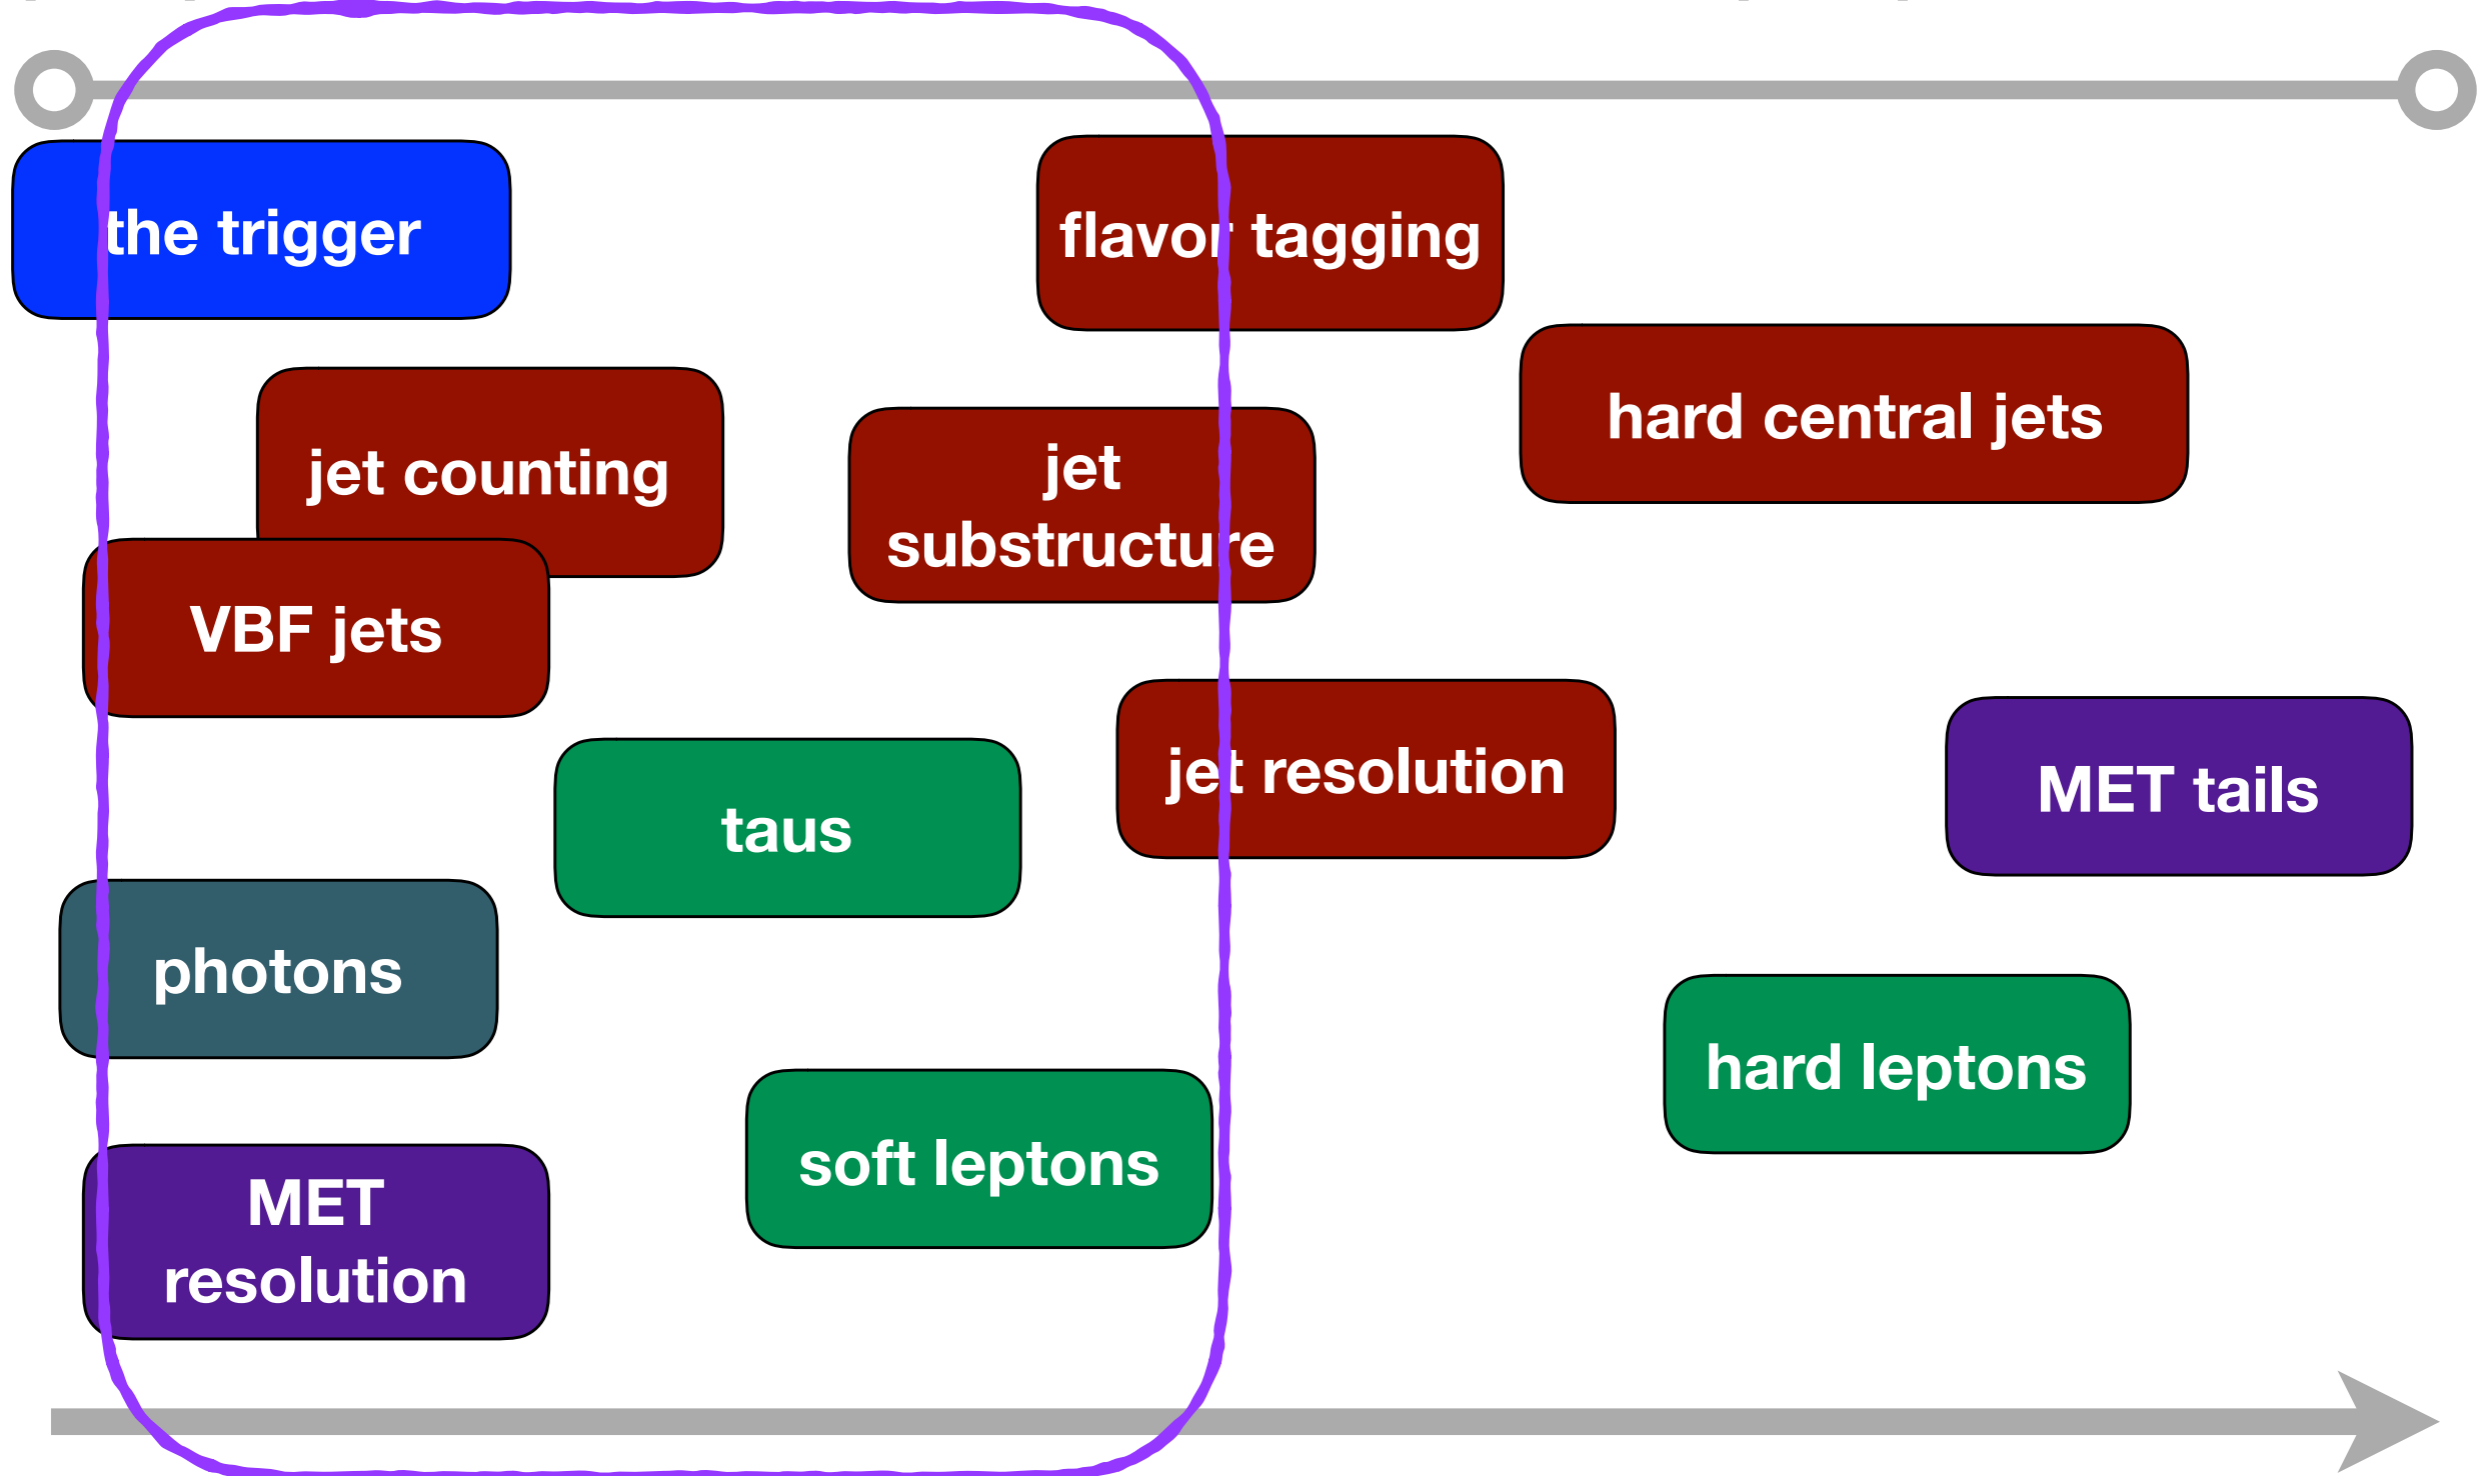 the trigger
flavor tagging
hard central jets
jet counting
jet
substructure
VBF jets
jet resolution
MET tails
taus
photons
hard leptons
soft leptons
MET
resolution